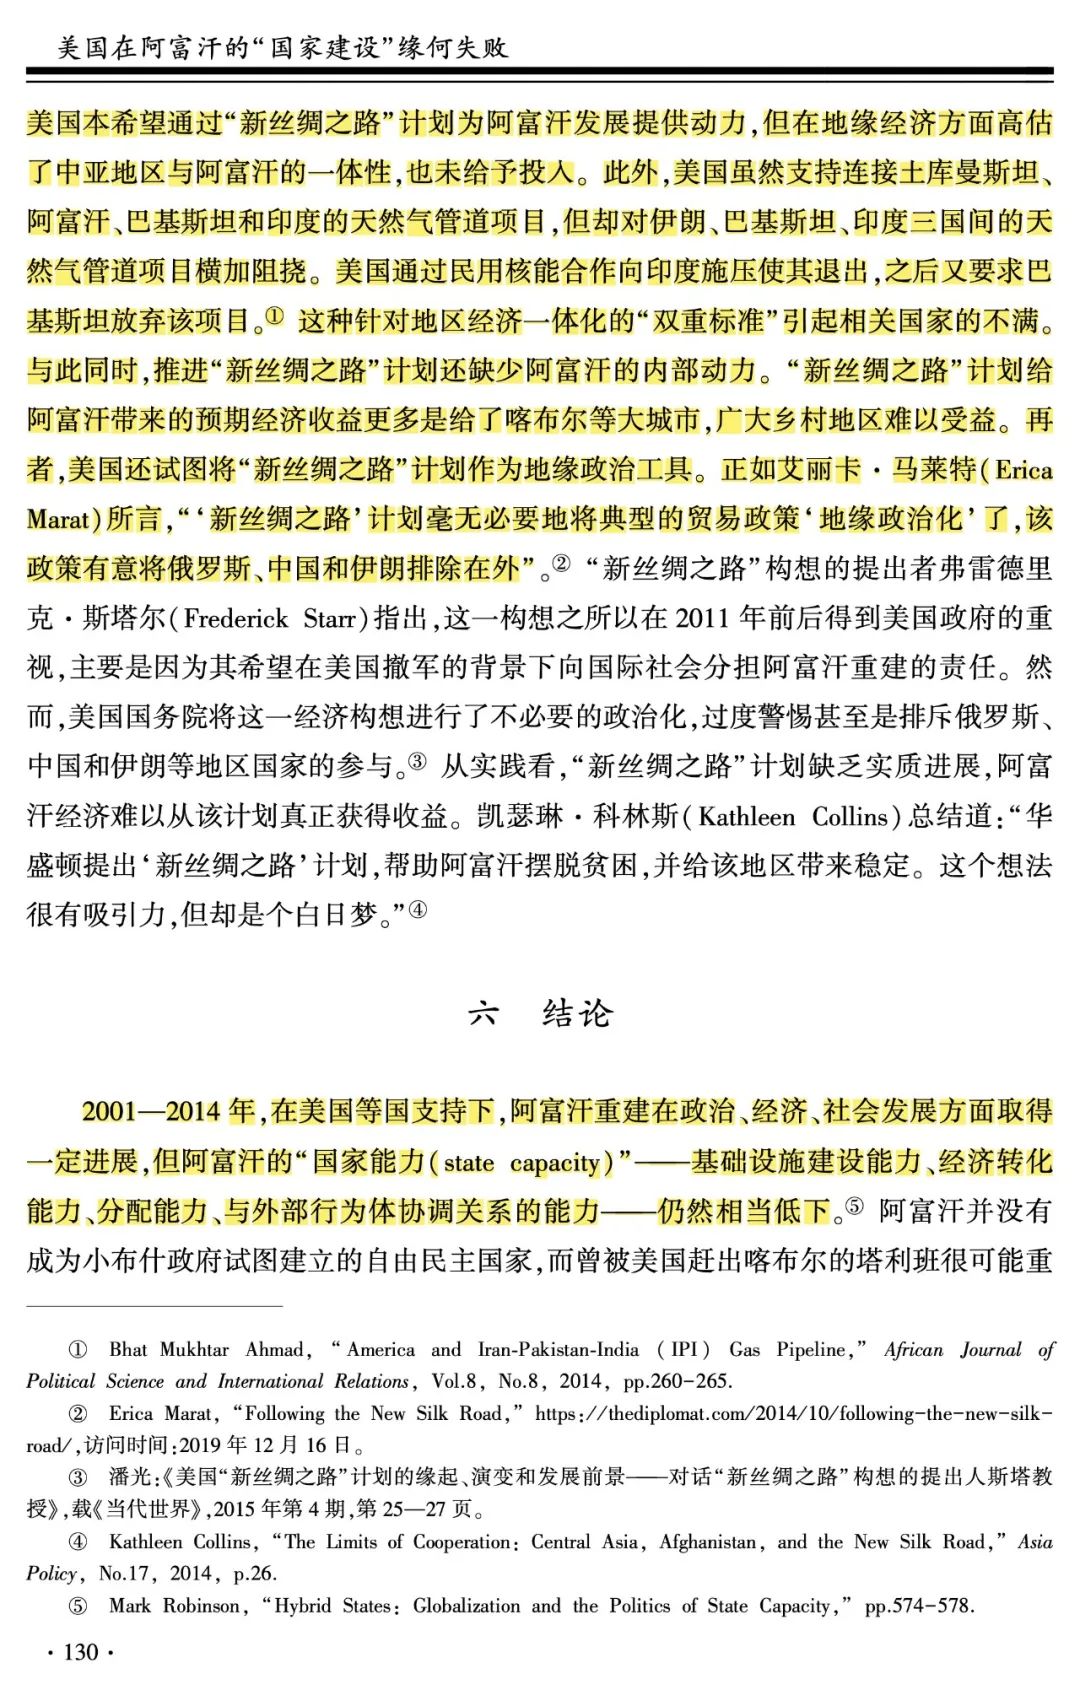 美国在阿富汗的“国家建设”缘何失败
美国本希望通过“新丝绸之路”计划为阿富汗发展提供动力,但在地缘经济方面高估
了中亚地区与阿富汗的一体性,也未给予投入。此外,美国虽然支持连接土库曼斯坦、
阿富汗、巴基斯坦和印度的天然气管道项目,但却对伊朗、巴基斯坦、印度三国间的天
然气管道项目横加阻挠。美国通过民用核能合作向印度施压使其退出,之后又要求巴
基斯坦放弃该项目。① 这种针对地区经济一体化的“双重标准”引起相关国家的不满。
与此同时,推进“新丝绸之路”计划还缺少阿富汗的内部动力。“新丝绸之路”计划给
阿富汗带来的预期经济收益更多是给了喀布尔等大城市,广大乡村地区难以受益。再
者,美国还试图将“新丝绸之路”计划作为地缘政治工具。正如艾丽卡·马莱特(Erica
Marat)所言,“‘新丝绸之路’计划毫无必要地将典型的贸易政策‘地缘政治化’了,该
政策有意将俄罗斯、中国和伊朗排除在外”。② “新丝绸之路”构想的提出者弗雷德里
克·斯塔尔(Frederick Starr)指出,这一构想之所以在 2011 年前后得到美国政府的重
视,主要是因为其希望在美国撤军的背景下向国际社会分担阿富汗重建的责任。然
而,美国国务院将这一经济构想进行了不必要的政治化,过度警惕甚至是排斥俄罗斯、
中国和伊朗等地区国家的参与。③ 从实践看,“新丝绸之路”计划缺乏实质进展,阿富
汗经济难以从该计划真正获得收益。凯瑟琳·科林斯(Kathleen Collins)总结道:“华
盛顿提出‘新丝绸之路’计划,帮助阿富汗摆脱贫困,并给该地区带来稳定。这个想法
很有吸引力,但却是个白日梦。”④
六 结论
2001—2014 年,在美国等国支持下,阿富汗重建在政治、经济、社会发展方面取得
一定进展,但阿富汗的“国家能力(state capacity)”——基础设施建设能力、经济转化
能力、分配能力、与外部行为体协调关系的能力——仍然相当低下。⑤ 阿富汗并没有
成为小布什政府试图建立的自由民主国家,而曾被美国赶出喀布尔的塔利班很可能重
① Bhat Mukhtar Ahmad, “America and Iran-Pakistan-India (IPI) Gas Pipeline,” African Journal of
Political Science and International Relations, Vol.8, No.8, 2014, pp.260-265.
② Erica Marat, “Following the New Silk Road,” https://thediplomat.com/2014/10/following-the-new-silk-
road/,访问时间:2019 年 12 月 16 日。
③ 潘光:《美国“新丝绸之路”计划的缘起、演变和发展前景——对话“新丝绸之路”构想的提出人斯塔教
授》,载《当代世界》,2015 年第 4 期,第 25—27 页。
④ Kathleen Collins, “The Limits of Cooperation: Central Asia, Afghanistan, and the New Silk Road,” Asia
Policy, No.17, 2014, p.26.
⑤ Mark Robinson, “Hybrid States: Globalization and the Politics of State Capacity,” pp.574-578.
·130·